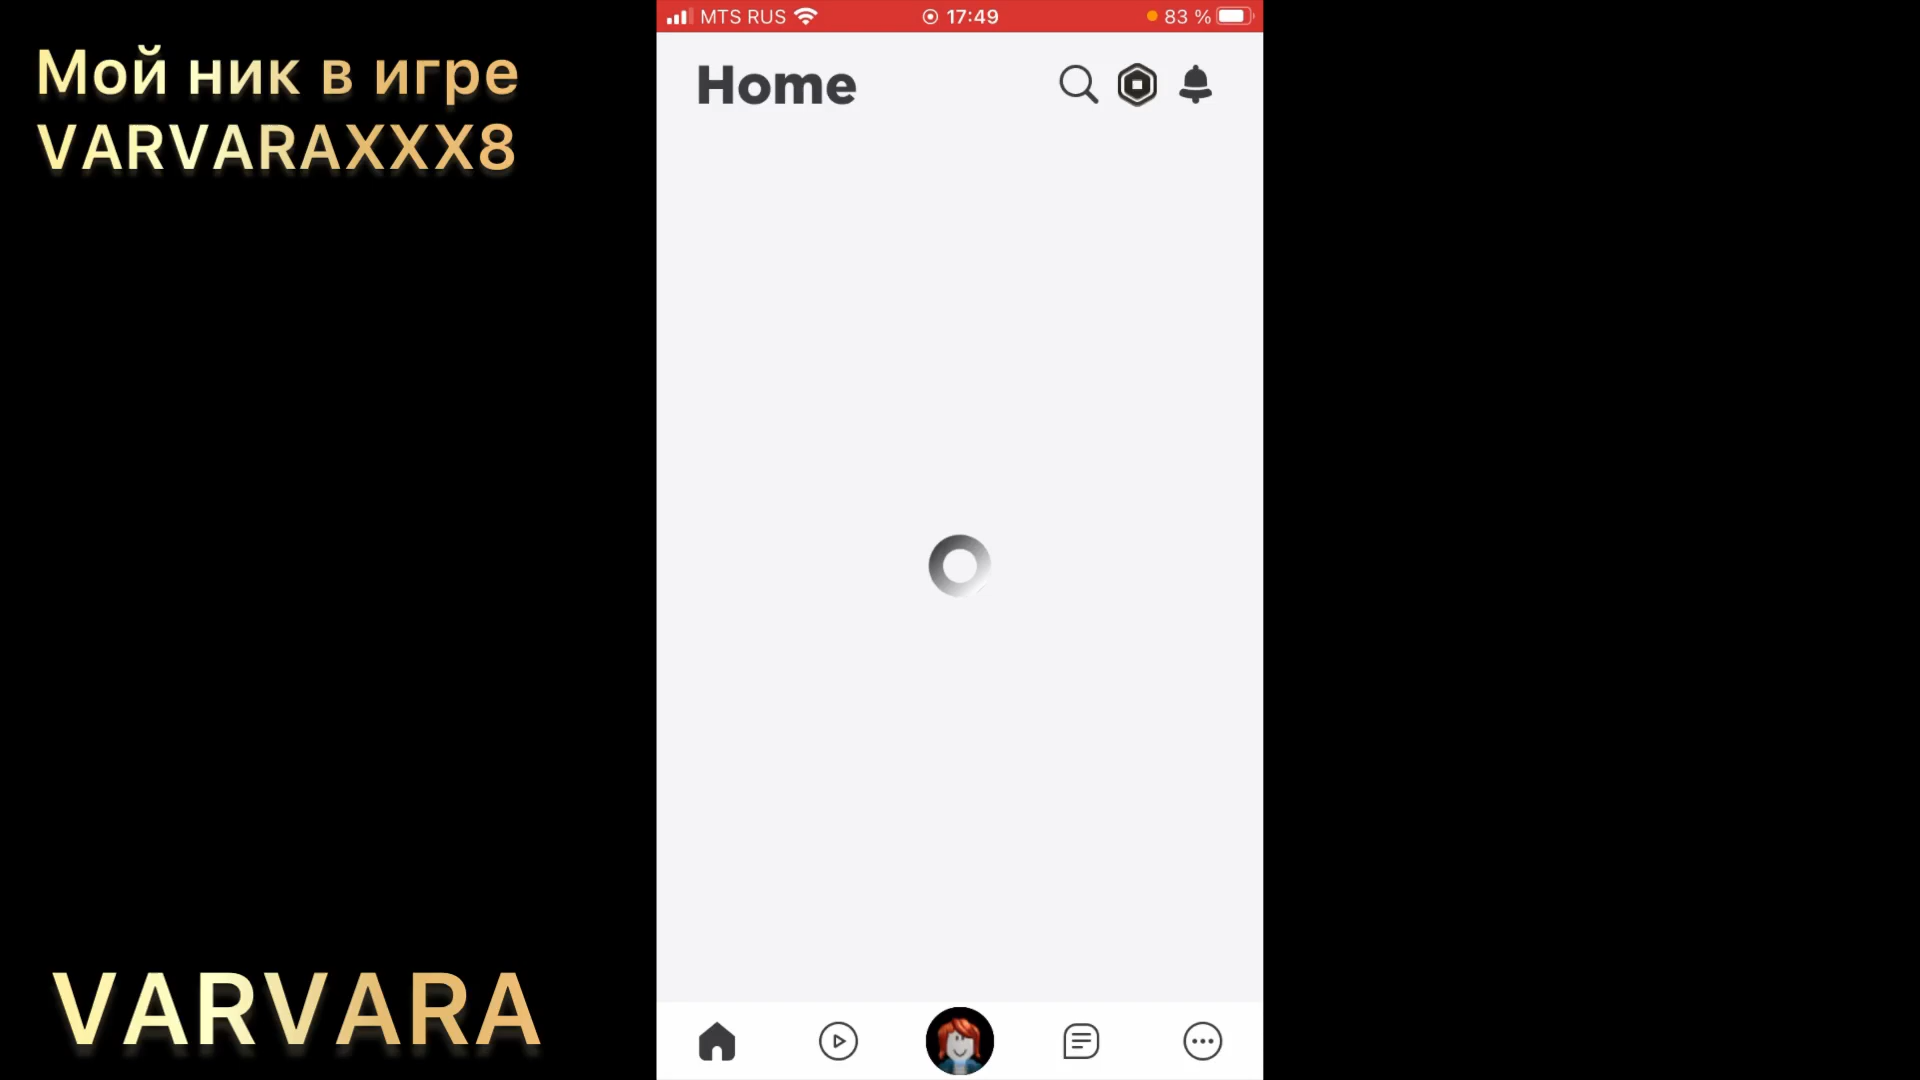 Мой ник в игре
VARVARAXXX8
MTS RUS 17:49 83 %
Home
VARVARA